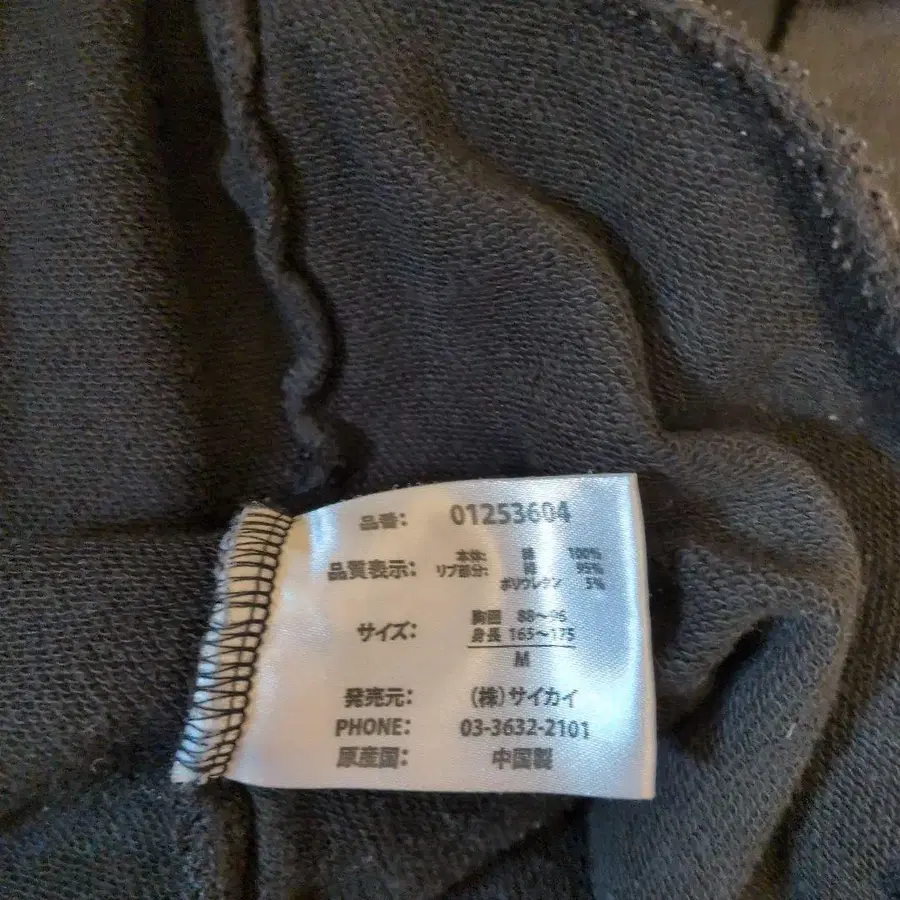 品番: 01253604
品質表示: 本体: 綿 100%
リブ部分: 綿 95%
ポリウレタン 5%
サイズ: 胸囲 88～96
身長 165～175
M
発売元: (株)サイカイ
PHONE: 03-3632-2101
原産国: 中国製